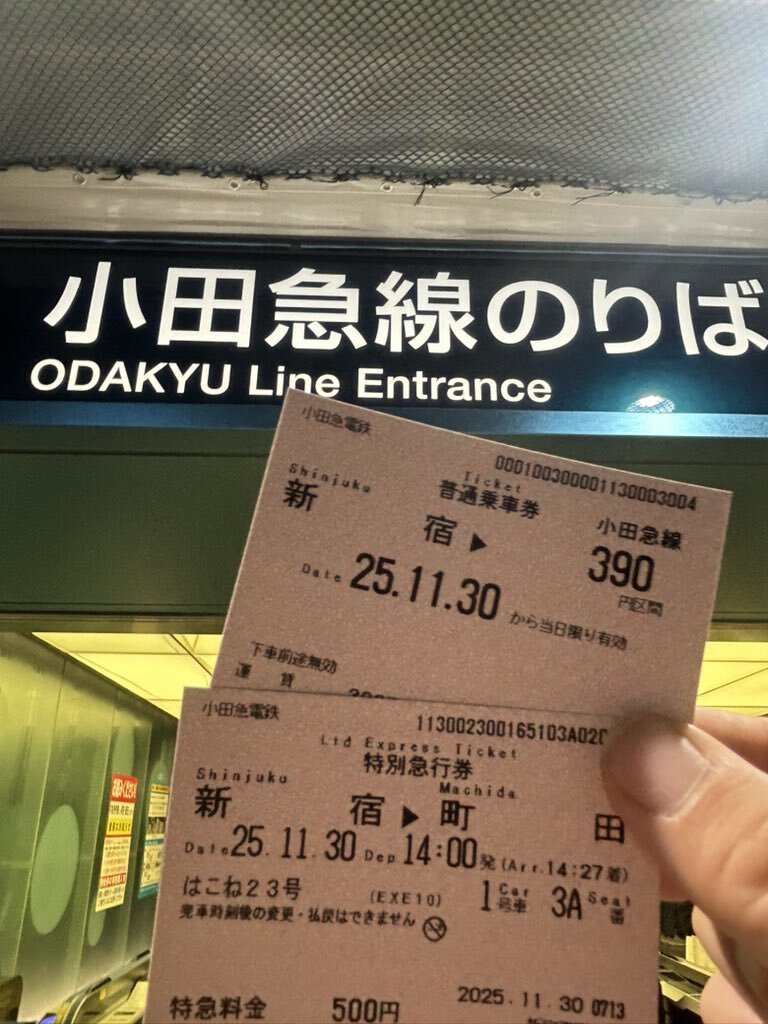 小田急線のりば
ODAKYU Line Entrance
小田急電鉄
000100300001130003004
Shinjuku Ticket
新 宿 ▶ 普通乗車券 小田急線
390
円区間
Date 25.11.30 から当日限り有効
下車前途無効
運 賃
小田急電鉄
113002300165103A020
Ltd Express Ticket
特別急行券
Shinjuku Machida
新 宿 ▶ 町 田
Date 25.11.30 Dep 14:00発 (Arr.14:27着)
はこね23号 (EXE10) 1 Car 号車 3A Seat 番
発車時刻後の変更・払戻はできません
特急料金 500円 2025.11.30 0713